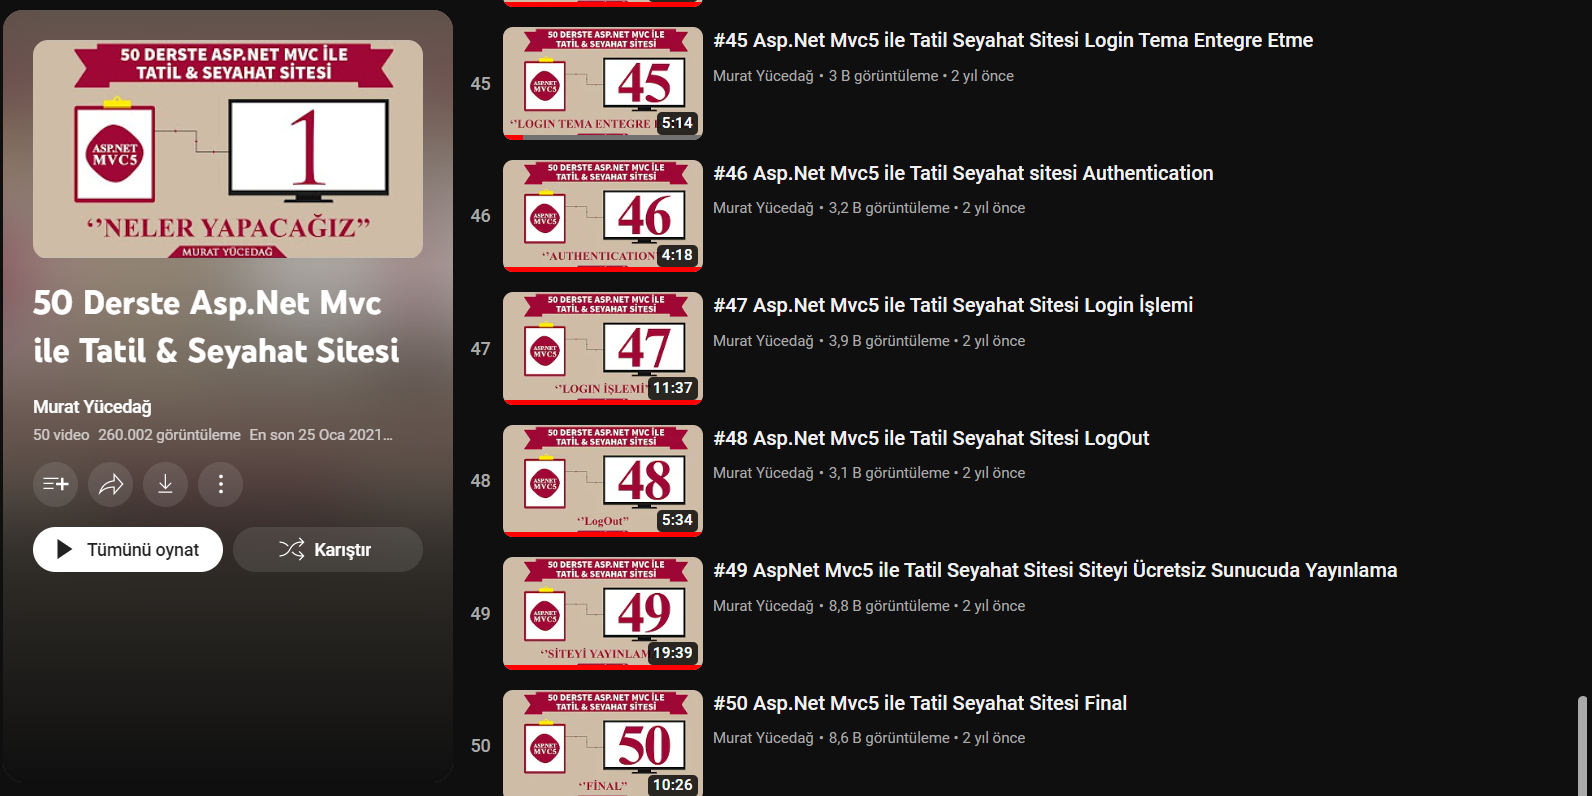 50 DERSTE ASP.NET MVC İLE
TATİL & SEYAHAT SİTESİ
ASP.NET
MVC5
1
‘’NELER YAPACAĞIZ’’
MURAT YÜCEDAĞ
50 Derste Asp.Net Mvc
ile Tatil & Seyahat Sitesi
Murat Yücedağ
50 video 260.002 görüntüleme En son 25 Oca 2021...
Tümünü oynat
Karıştır
45
50 DERSTE ASP.NET MVC İLE
TATİL & SEYAHAT SİTESİ
ASP.NET
MVC5
45
‘’LOGIN TEMA ENTEGRE
5:14
#45 Asp.Net Mvc5 ile Tatil Seyahat Sitesi Login Tema Entegre Etme
Murat Yücedağ • 3 B görüntüleme • 2 yıl önce
46
50 DERSTE ASP.NET MVC İLE
TATİL & SEYAHAT SİTESİ
ASP.NET
MVC5
46
‘’AUTHENTICATION
4:18
#46 Asp.Net Mvc5 ile Tatil Seyahat sitesi Authentication
Murat Yücedağ • 3,2 B görüntüleme • 2 yıl önce
47
50 DERSTE ASP.NET MVC İLE
TATİL & SEYAHAT SİTESİ
ASP.NET
MVC5
47
‘’LOGIN İŞLEMİ’’
11:37
#47 Asp.Net Mvc5 ile Tatil Seyahat Sitesi Login İşlemi
Murat Yücedağ • 3,9 B görüntüleme • 2 yıl önce
48
50 DERSTE ASP.NET MVC İLE
TATİL & SEYAHAT SİTESİ
ASP.NET
MVC5
48
‘’LogOut’’
5:34
#48 Asp.Net Mvc5 ile Tatil Seyahat Sitesi LogOut
Murat Yücedağ • 3,1 B görüntüleme • 2 yıl önce
49
50 DERSTE ASP.NET MVC İLE
TATİL & SEYAHAT SİTESİ
ASP.NET
MVC5
49
‘’SİTEYİ YAYINLAM
19:39
#49 AspNet Mvc5 ile Tatil Seyahat Sitesi Siteyi Ücretsiz Sunucuda Yayınlama
Murat Yücedağ • 8,8 B görüntüleme • 2 yıl önce
50
50 DERSTE ASP.NET MVC İLE
TATİL & SEYAHAT SİTESİ
ASP.NET
MVC5
50
‘’FİNAL’’
10:26
#50 Asp.Net Mvc5 ile Tatil Seyahat Sitesi Final
Murat Yücedağ • 8,6 B görüntüleme • 2 yıl önce